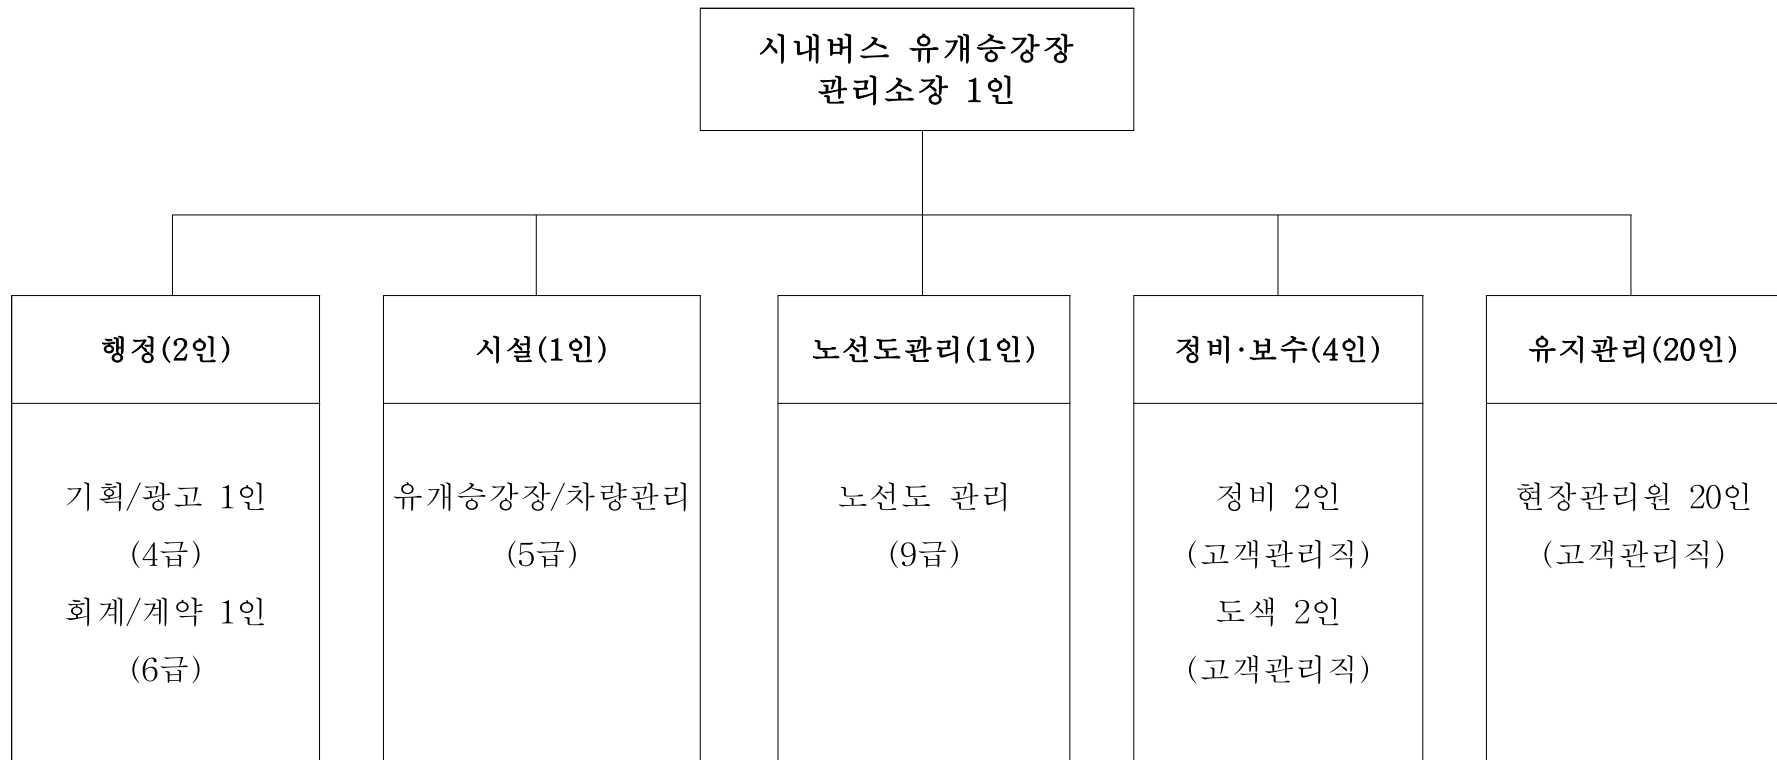 시내버스 유개승강장
관리소장 1인
행정(2인)
기획/광고 1인
(4급)
회계/계약 1인
(6급)
시설(1인)
유개승강장/차량관리
(5급)
노선도관리(1인)
노선도 관리
(9급)
정비·보수(4인)
정비 2인
(고객관리직)
도색 2인
(고객관리직)
유지관리(20인)
현장관리원 20인
(고객관리직)